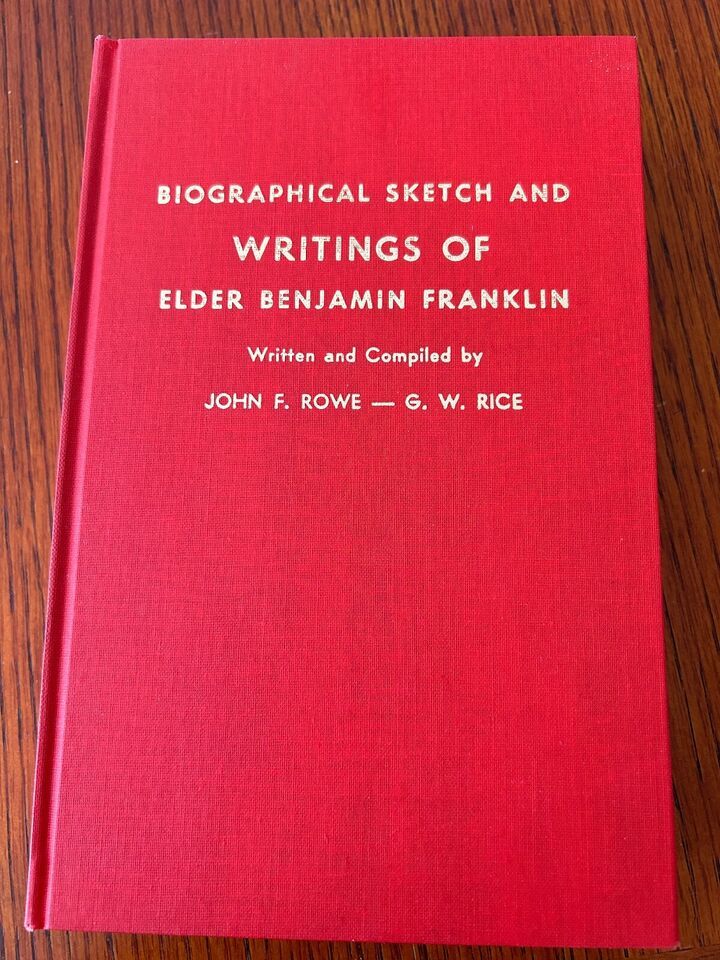 BIOGRAPHICAL SKETCH AND
WRITINGS OF
ELDER BENJAMIN FRANKLIN
Written and Compiled by
JOHN F. ROWE — G. W. RICE